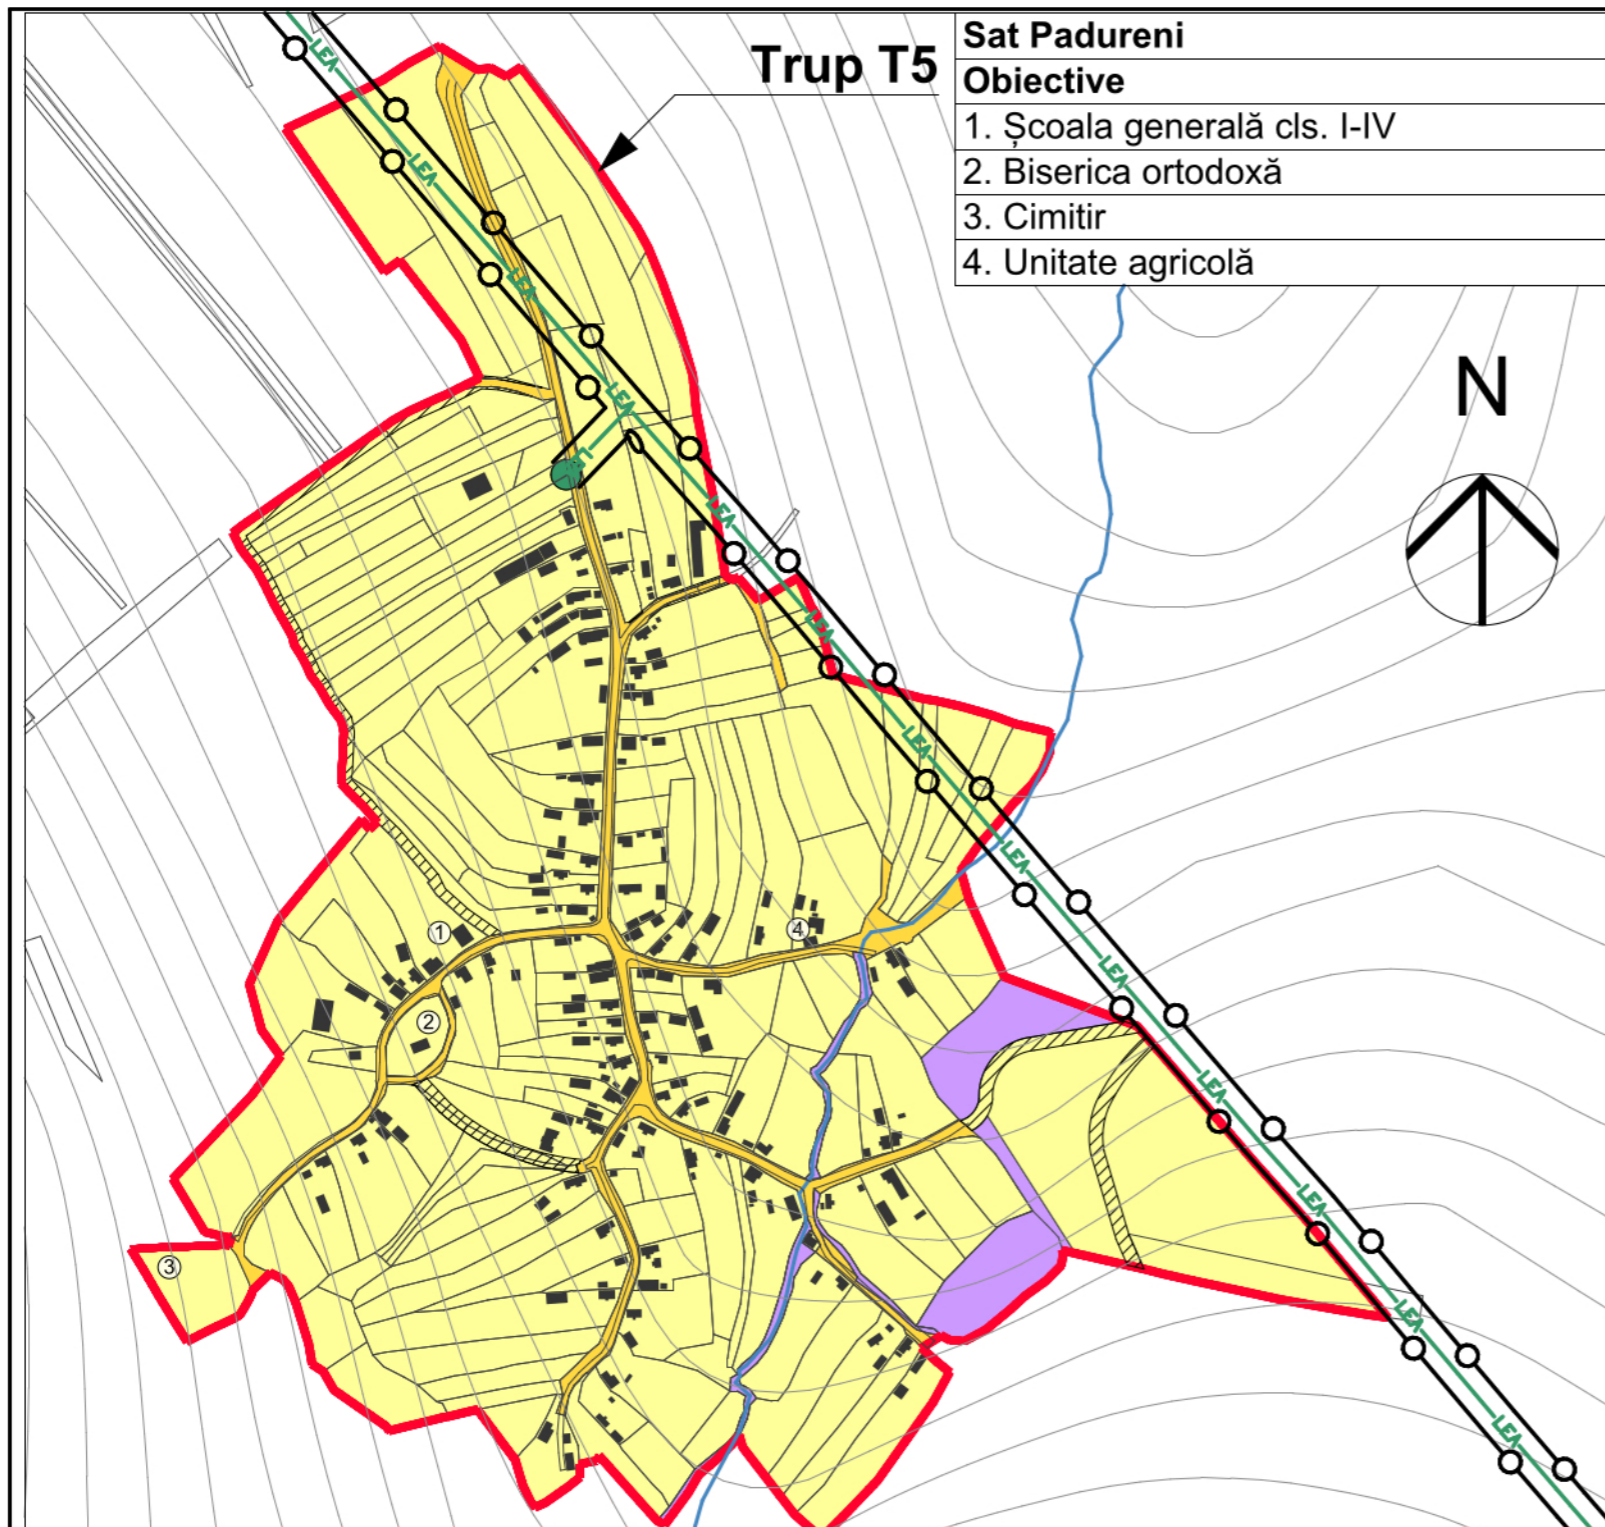 Trup T5
Sat Padureni
Obiective
1. Școala generală cls. I-IV
2. Biserica ortodoxă
3. Cimitir
4. Unitate agricolă
N
LEA
LEA
LEA
LEA
LEA
LEA
LEA
LEA
LEA
LEA
LEA
LEA
LEA
1
4
2
3